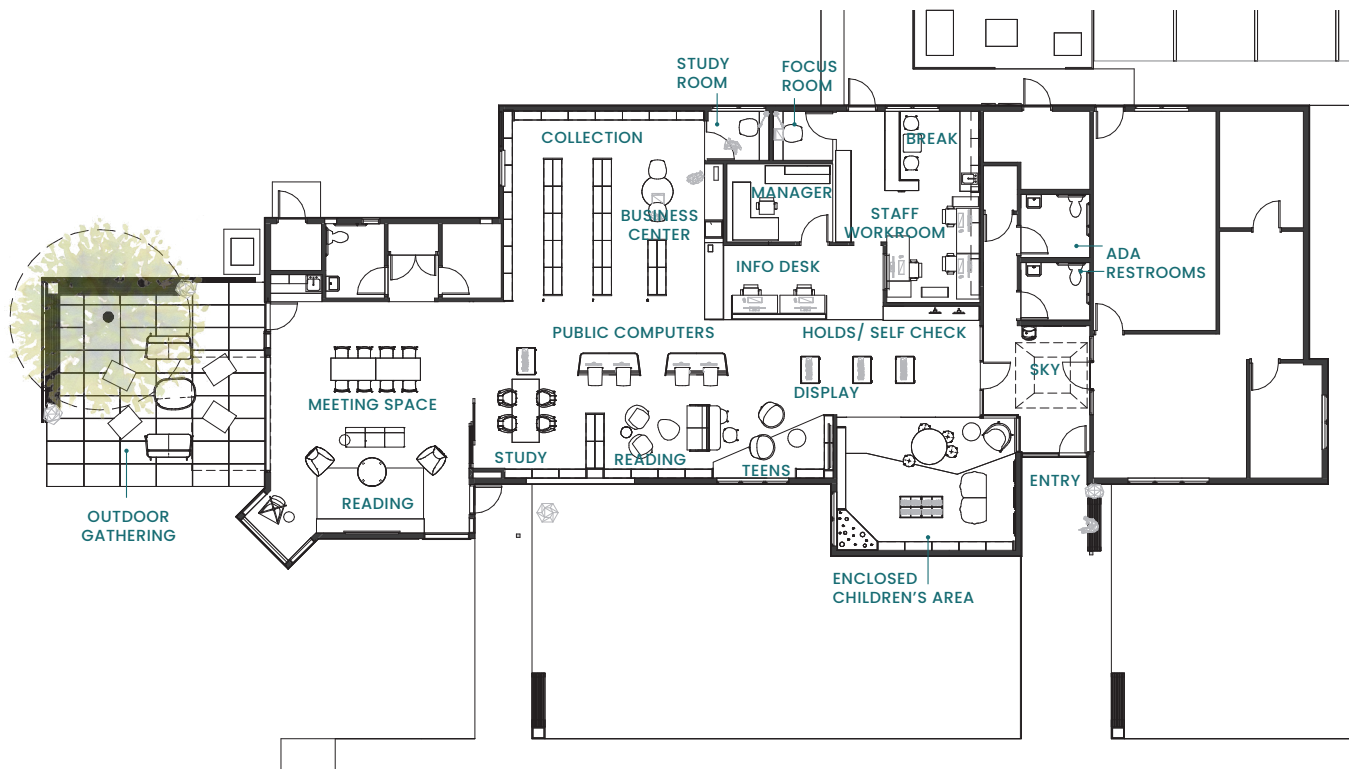 STUDY
ROOM
FOCUS
ROOM
COLLECTION
BREAK
MANAGER
BUSINESS
CENTER
STAFF
WORKROOM
INFO DESK
ADA
RESTROOMS
PUBLIC COMPUTERS
HOLDS/ SELF CHECK
SKY
DISPLAY
MEETING SPACE
STUDY
READING
TEENS
ENTRY
READING
OUTDOOR
GATHERING
ENCLOSED
CHILDREN'S AREA